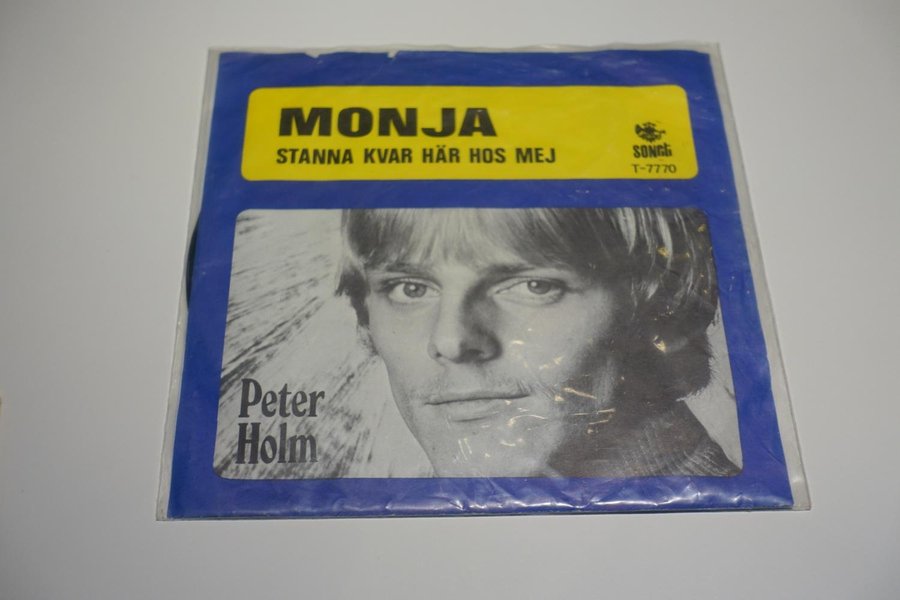 MONJA
STANNA KVAR HÄR HOS MEJ
SONET
T-7770
Peter
Holm